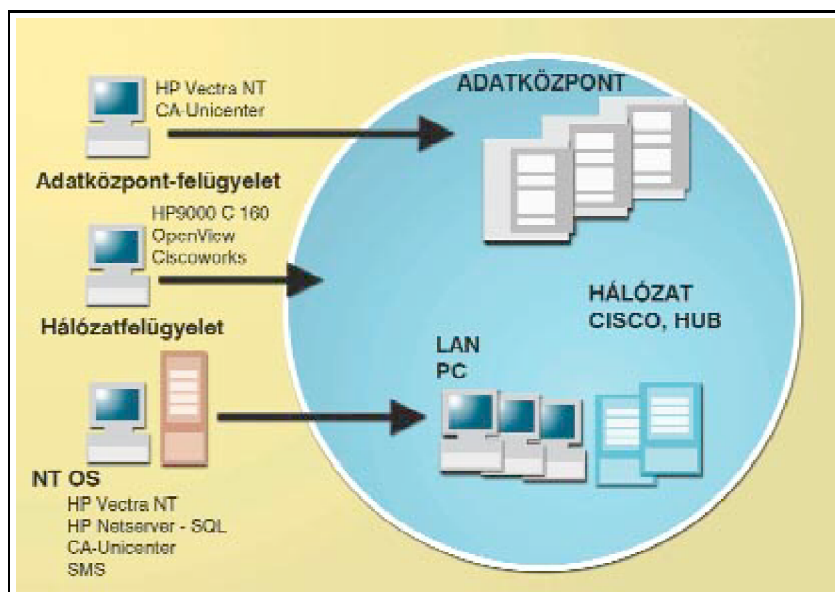 HP Vectra NT
CA-Unicenter
Adatközpont-felügyelet
HP9000 C 160
OpenView
Ciscoworks
Hálózatfelügyelet
NT OS
HP Vectra NT
HP Netserver - SQL
CA-Unicenter
SMS
ADATKÖZPONT
HÁLÓZAT
CISCO, HUB
LAN
PC